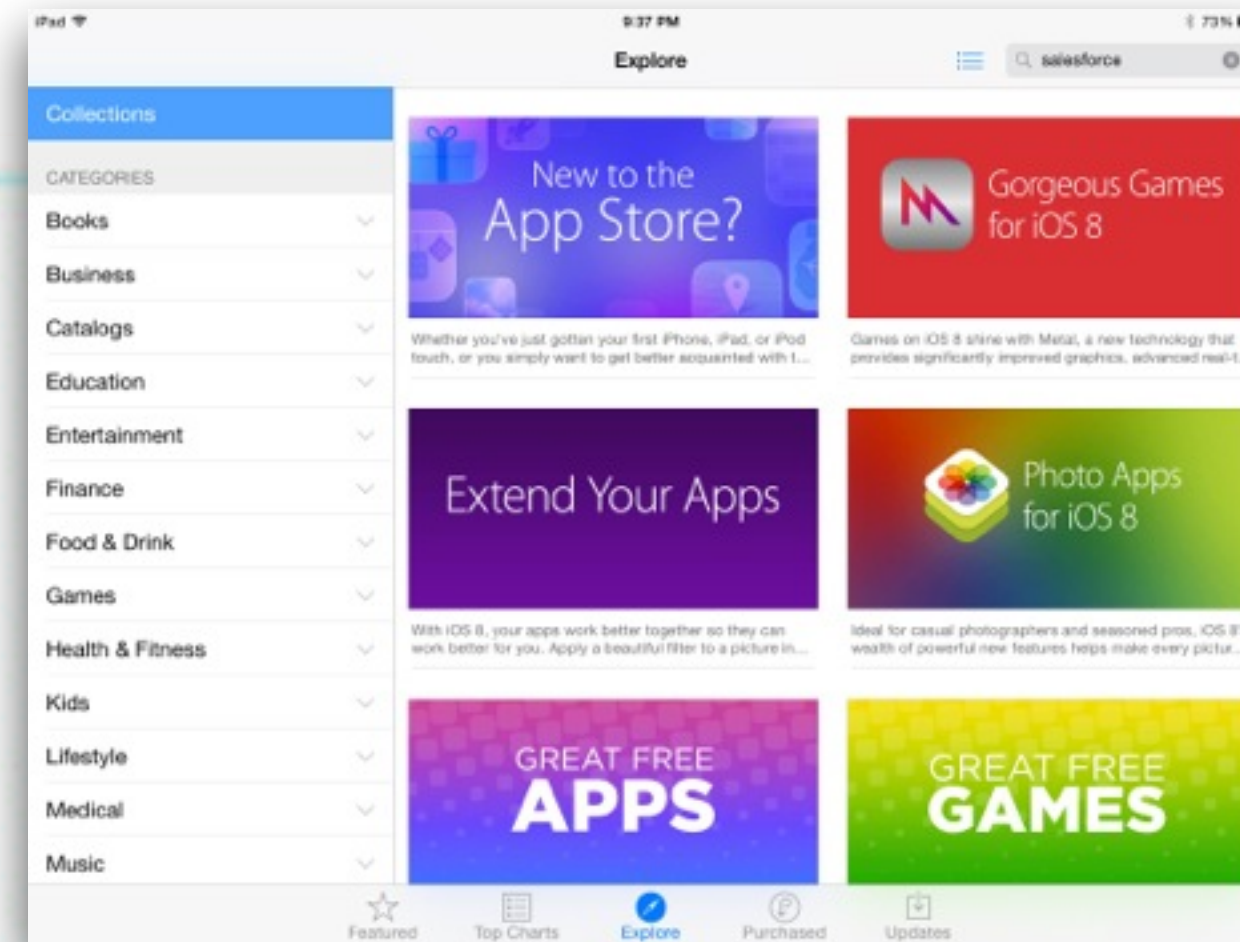 iPad
9:37 PM
73%
Explore
salesforce
Collections
CATEGORIES
Books
Business
Catalogs
Education
Entertainment
Finance
Food & Drink
Games
Health & Fitness
Kids
Lifestyle
Medical
Music
New to the
App Store?
Whether you've just gotten your first iPhone, iPad, or iPod
touch, or you simply want to get better acquainted with t...
Gorgeous Games
for iOS 8
Games on iOS 8 shine with Metal, a new technology that
provides significantly improved graphics, advanced real-t..
Extend Your Apps
With iOS 8, your apps work better together so they can
work better for you. Apply a beautiful filter to a picture in...
Photo Apps
for iOS 8
Ideal for casual photographers and seasoned pros, iOS 8'
wealth of powerful new features helps make every pictur...
GREAT FREE
APPS
GREAT FREE
GAMES
Featured
Top Charts
Explore
Purchased
Updates